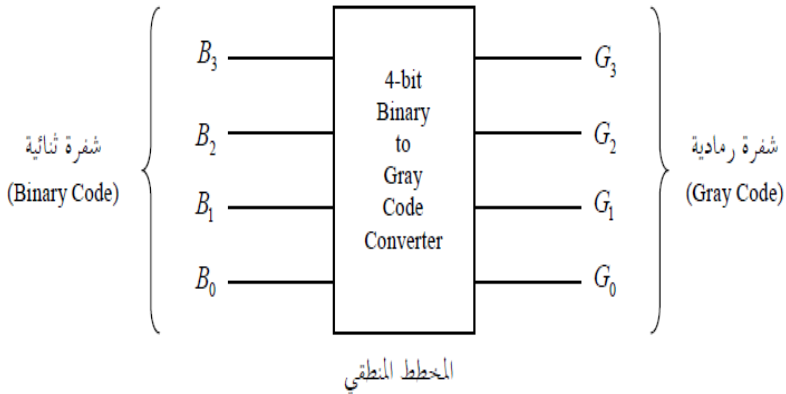 شفرة ثنائية
(Binary Code)
B₃
B₂
B₁
B₀
4-bit
Binary
to
Gray
Code
Converter
G₃
G₂
G₁
G₀
شفرة رمادية
(Gray Code)
المخطط المنطقي